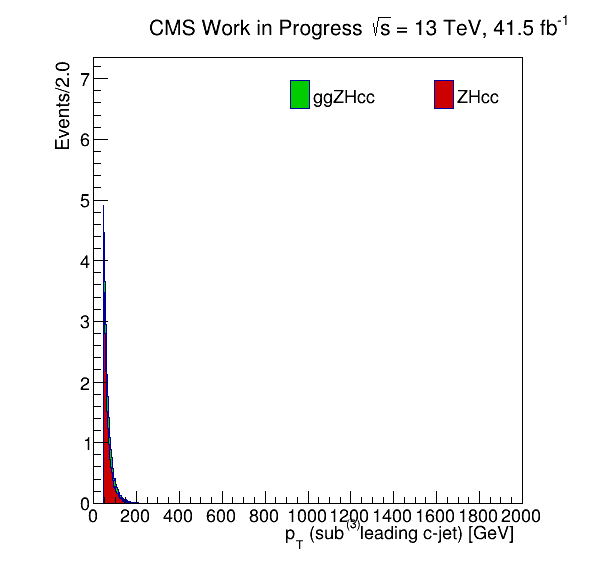 CMS Work in Progress √s = 13 TeV, 41.5 fb⁻¹
Events/2.0
ggZHcc
ZHcc
7
6
5
4
3
2
1
0
0 200 400 600 800 1000 1200 1400 1600 1800 2000
p_T (sub⁽³⁾leading c-jet) [GeV]